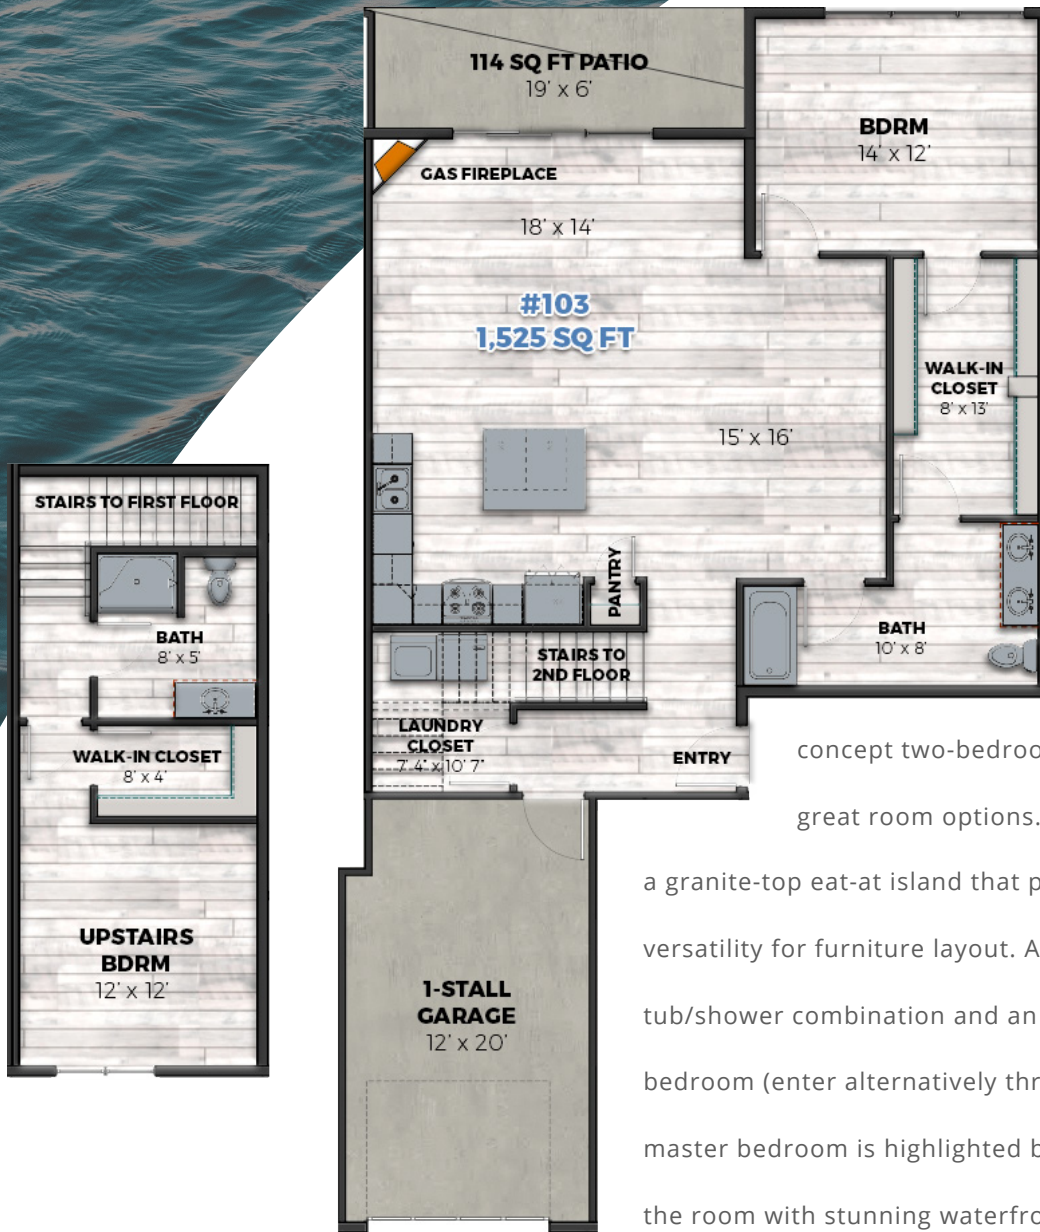 114 SQ FT PATIO
19' x 6'
BDRM
14' x 12'
GAS FIREPLACE
18' x 14'
#103
1,525 SQ FT
WALK-IN
CLOSET
8' x 13'
15' x 16'
PANTRY
BATH
10' x 8'
STAIRS TO
2ND FLOOR
LAUNDRY
CLOSET
7' 4" x 10' 7"
ENTRY
1-STALL
GARAGE
12' x 20'
STAIRS TO FIRST FLOOR
BATH
8' x 5'
WALK-IN CLOSET
8' x 4'
UPSTAIRS
BDRM
12' x 12'
concept two-bedroo
great room options.
a granite-top eat-at island that p
versatility for furniture layout. A
tub/shower combination and an
bedroom (enter alternatively thr
master bedroom is highlighted b
the room with stunning waterfro